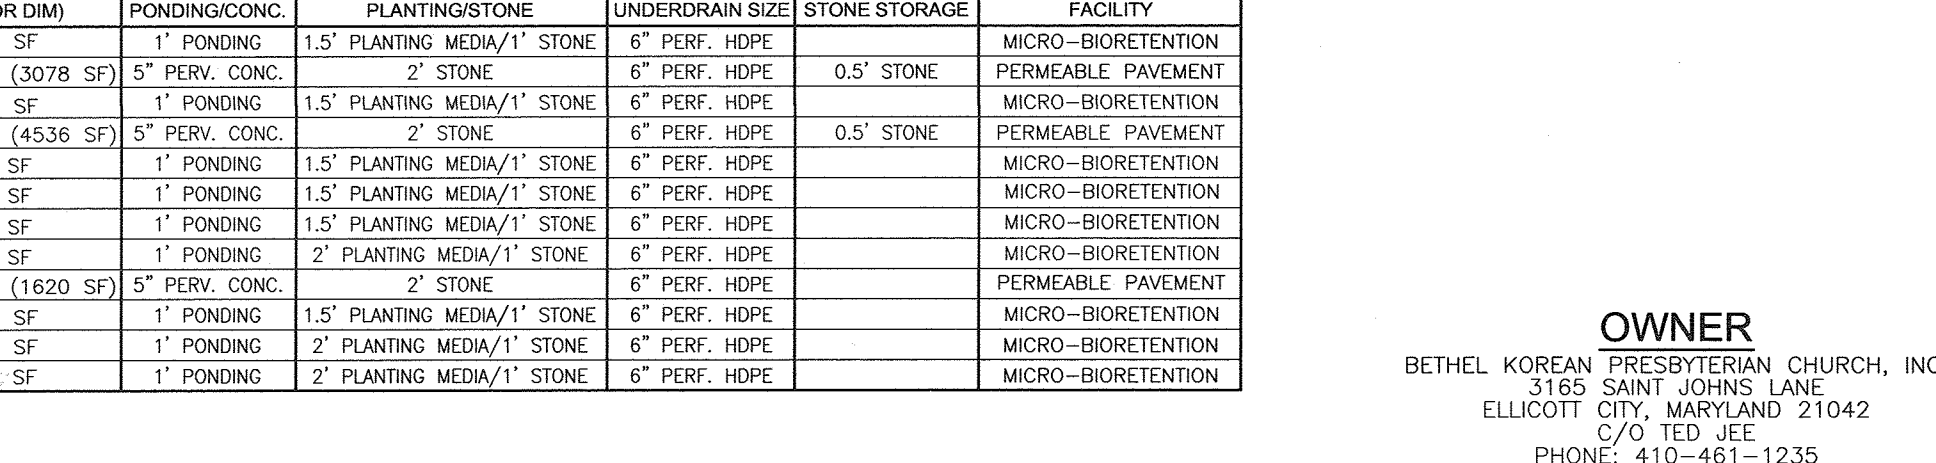 OR DIM) PONDING/CONC. PLANTING/STONE UNDERDRAIN SIZE STONE STORAGE FACILITY
SF 1' PONDING 1.5' PLANTING MEDIA/1' STONE 6" PERF. HDPE MICRO-BIORETENTION
(3078 SF) 5" PERV. CONC. 2' STONE 6" PERF. HDPE 0.5' STONE PERMEABLE PAVEMENT
SF 1' PONDING 1.5' PLANTING MEDIA/1' STONE 6" PERF. HDPE MICRO-BIORETENTION
(4536 SF) 5" PERV. CONC. 2' STONE 6" PERF. HDPE 0.5' STONE PERMEABLE PAVEMENT
SF 1' PONDING 1.5' PLANTING MEDIA/1' STONE 6" PERF. HDPE MICRO-BIORETENTION
SF 1' PONDING 1.5' PLANTING MEDIA/1' STONE 6" PERF. HDPE MICRO-BIORETENTION
SF 1' PONDING 1.5' PLANTING MEDIA/1' STONE 6" PERF. HDPE MICRO-BIORETENTION
SF 1' PONDING 2' PLANTING MEDIA/1' STONE 6" PERF. HDPE MICRO-BIORETENTION
(1620 SF) 5" PERV. CONC. 2' STONE 6" PERF. HDPE PERMEABLE PAVEMENT
SF 1' PONDING 1.5' PLANTING MEDIA/1' STONE 6" PERF. HDPE MICRO-BIORETENTION
SF 1' PONDING 2' PLANTING MEDIA/1' STONE 6" PERF. HDPE MICRO-BIORETENTION
SF 1' PONDING 2' PLANTING MEDIA/1' STONE 6" PERF. HDPE MICRO-BIORETENTION
OWNER
BETHEL KOREAN PRESBYTERIAN CHURCH, INC
3165 SAINT JOHNS LANE
ELLICOTT CITY, MARYLAND 21042
C/O TED JEE
PHONE: 410-461-1235